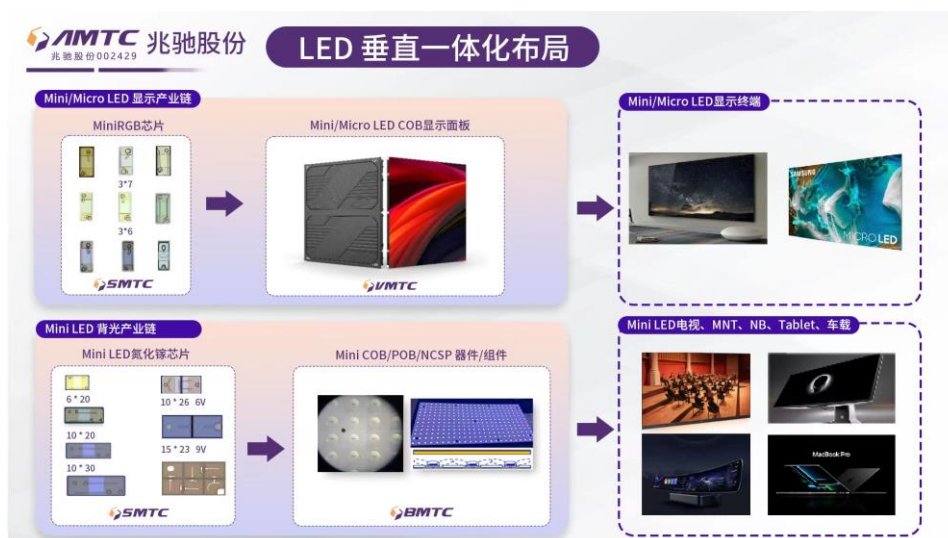 AMTC 兆驰股份
兆驰股份002429
LED 垂直一体化布局
Mini/Micro LED 显示产业链
MiniRGB芯片
3*7
3*6
SMTC
Mini/Micro LED COB显示面板
VMTC
Mini/Micro LED显示终端
SAMSUNG
MICRO LED
Mini LED 背光产业链
Mini LED氮化镓芯片
6 * 20
10 * 26 6V
10 * 20
15 * 23 9V
10 * 30
SMTC
Mini COB/POB/NCSP 器件/组件
BMTC
Mini LED电视、MNT、NB、Tablet、车载
MacBook Pro